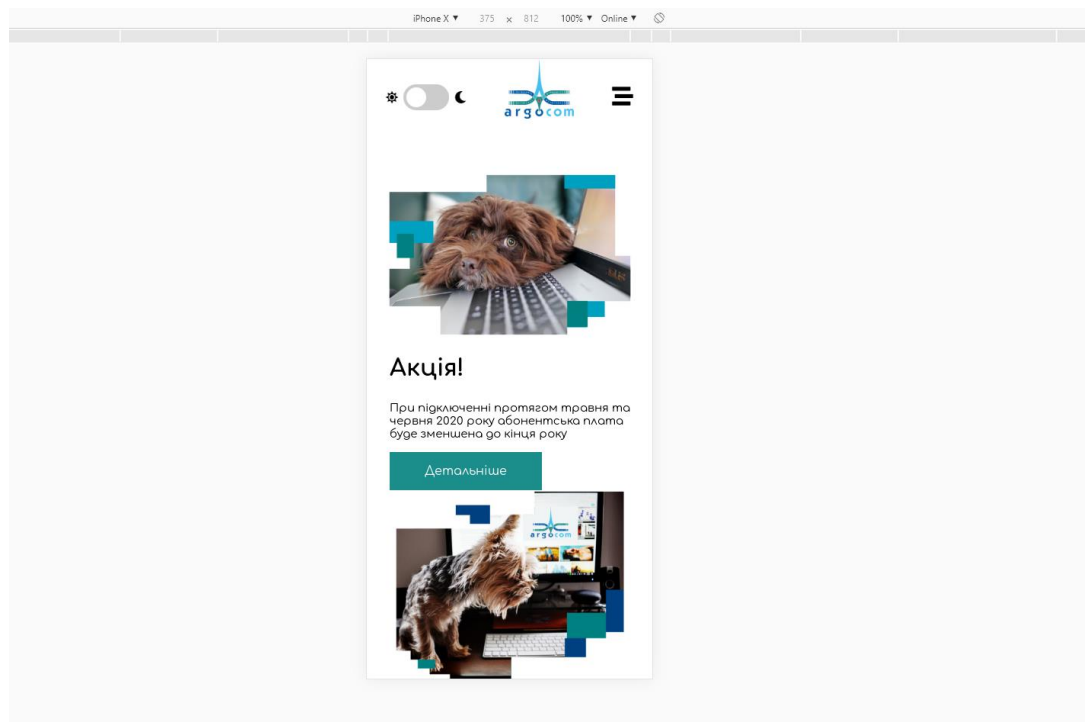 iPhone X ▼ 375 x 812 100% ▼ Online ▼
argocom
Акція!
При підключенні протягом травня та
червня 2020 року абонентська плата
буде зменшена до кінця року
Детальніше
argocom